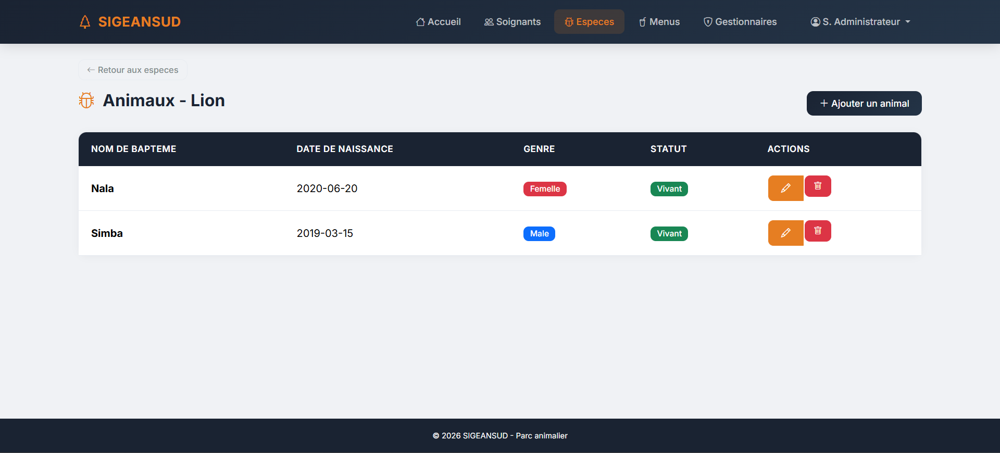 SIGEANSUD
Accueil
Soignants
Especes
Menus
Gestionnaires
S. Administrateur
← Retour aux especes
Animaux - Lion
+ Ajouter un animal
NOM DE BAPTEME DATE DE NAISSANCE GENRE STATUT ACTIONS
Nala 2020-06-20 Femelle Vivant
Simba 2019-03-15 Male Vivant
© 2026 SIGEANSUD - Parc animalier